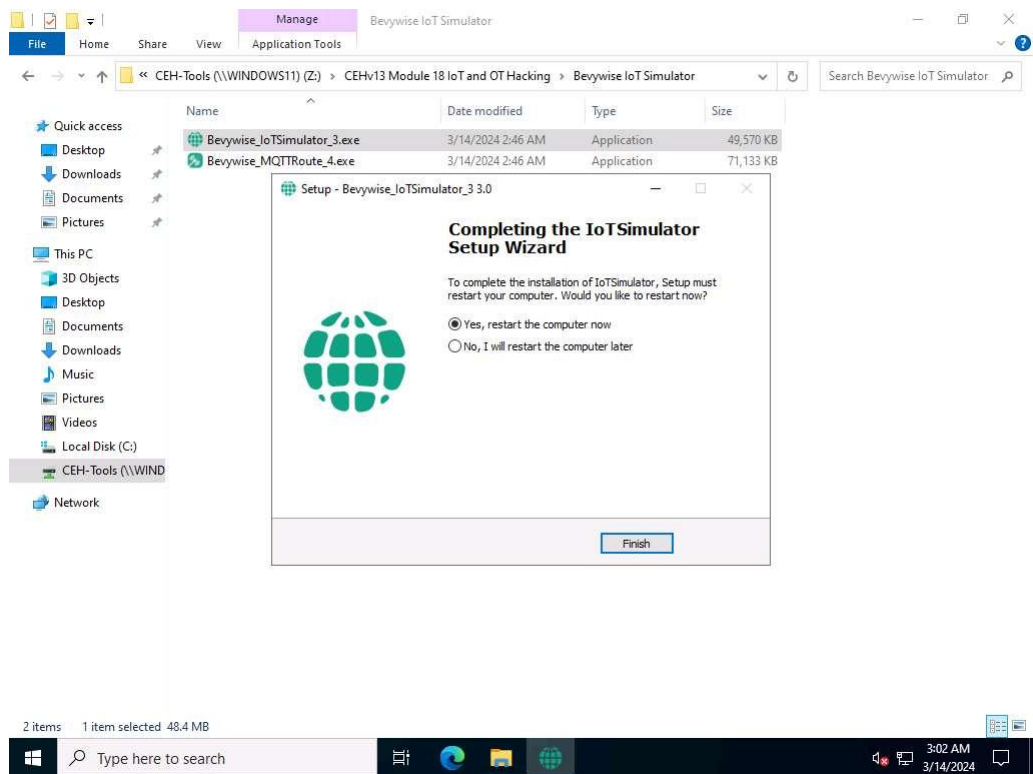 Manage
Bevywise IoT Simulator
File
Home
Share
View
Application Tools
« CEH-Tools (\\WINDOWS11) (Z:) > CEHv13 Module 18 IoT and OT Hacking > Bevywise IoT Simulator
Search Bevywise IoT Simulator
Name
Date modified
Type
Size
Quick access
Desktop
Downloads
Documents
Pictures
This PC
3D Objects
Desktop
Documents
Downloads
Music
Pictures
Videos
Local Disk (C:)
CEH-Tools (\\WIND
Network
Bevywise_IoTSimulator_3.exe 3/14/2024 2:46 AM Application 49,570 KB
Bevywise_MQTTRoute_4.exe 3/14/2024 2:46 AM Application 71,133 KB
Setup - Bevywise_IoTSimulator_3 3.0
Completing the IoTSimulator
Setup Wizard
To complete the installation of IoTSimulator, Setup must
restart your computer. Would you like to restart now?
Yes, restart the computer now
No, I will restart the computer later
Finish
2 items 1 item selected 48.4 MB
Type here to search
3:02 AM
3/14/2024